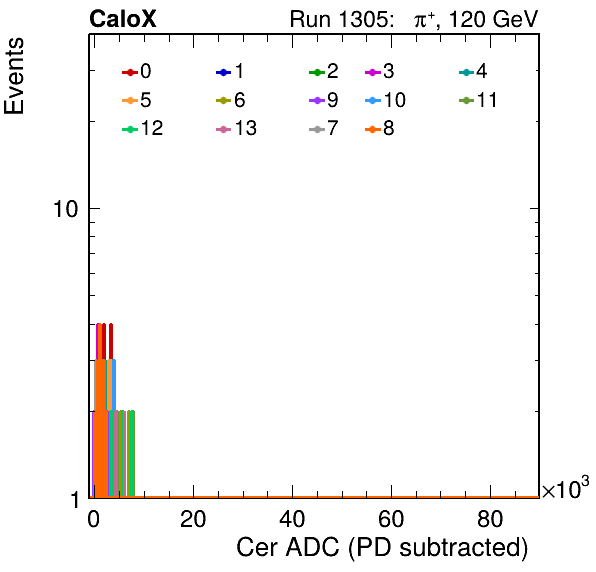 CaloX Run 1305: π⁺, 120 GeV
Events
0 1 2 3 4
5 6 9 10 11
12 13 7 8
10
1
0 20 40 60 80 ×10³
Cer ADC (PD subtracted)